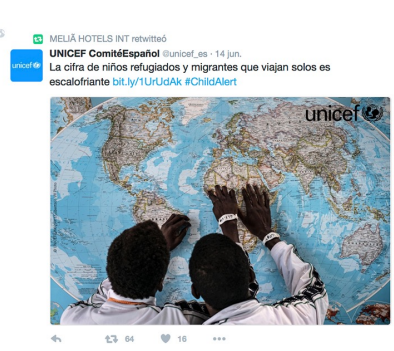 MELIÃ HOTELS INT retwitteó
UNICEF ComitéEspañol @unicef_es · 14 jun.
La cifra de niños refugiados y migrantes que viajan solos es
escalofriante bit.ly/1UrUdAk #ChildAlert
unicef
unicef
64
16